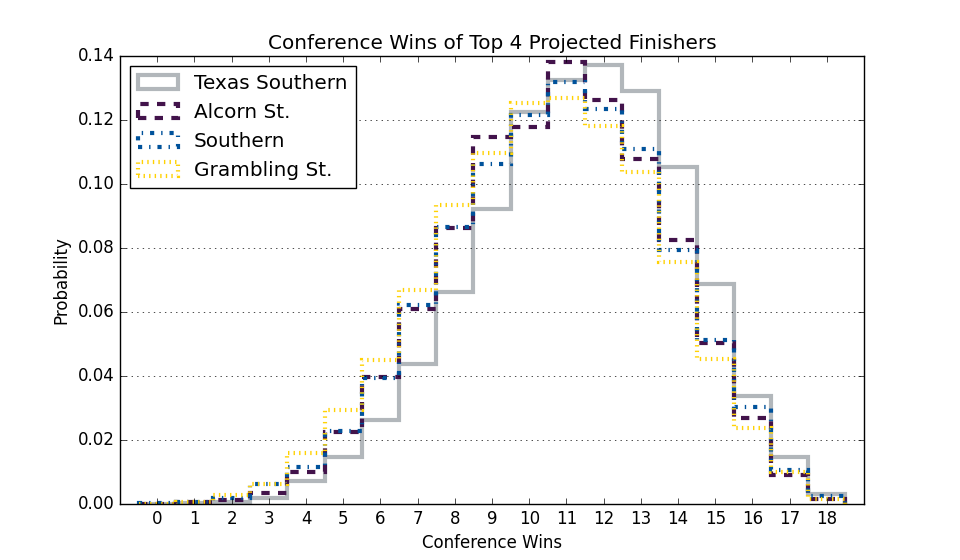 Conference Wins of Top 4 Projected Finishers
0.14
0.12
0.10
0.08
0.06
0.04
0.02
0.00
Probability
Texas Southern
Alcorn St.
Southern
Grambling St.
0 1 2 3 4 5 6 7 8 9 10 11 12 13 14 15 16 17 18
Conference Wins